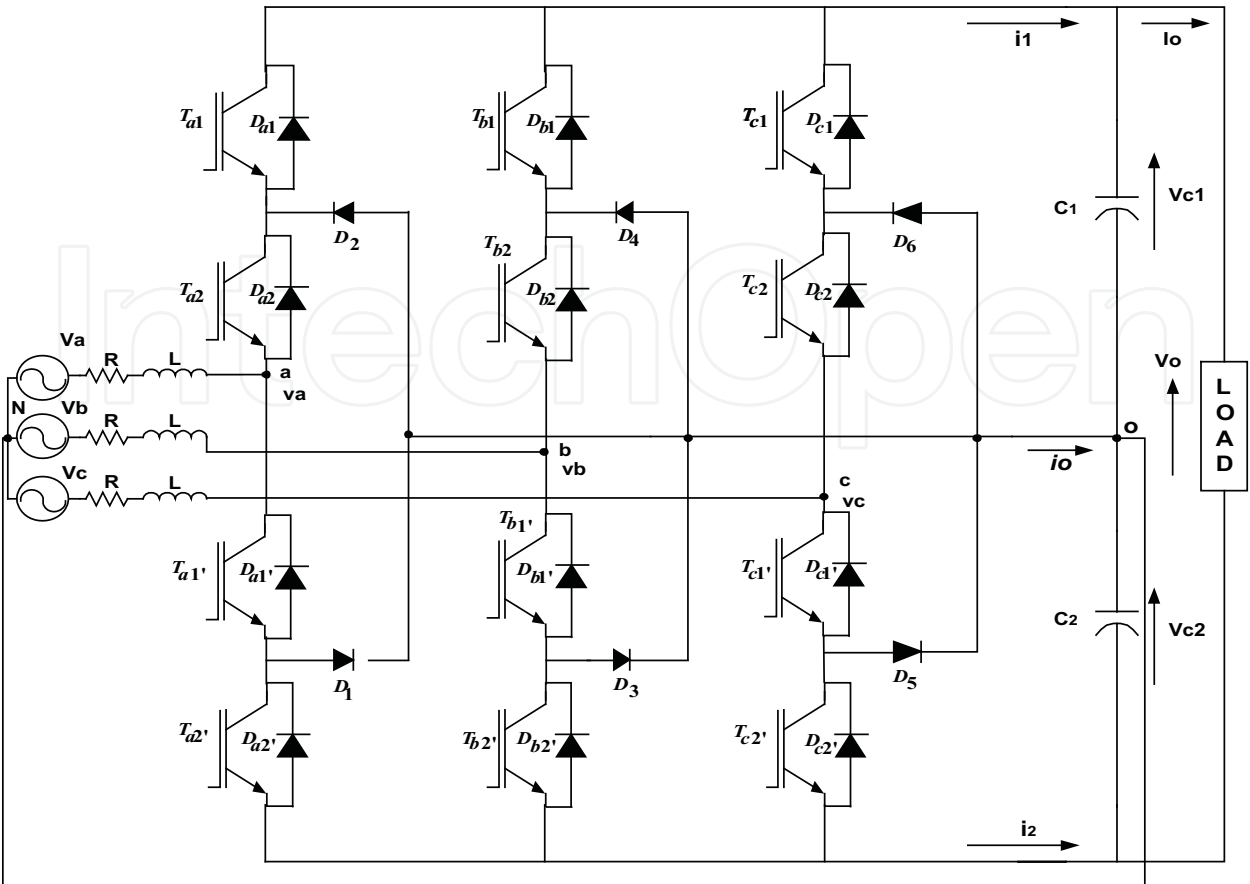 i1
Io
Ta1
Da1
Tb1
Db1
Tc1
Dc1
C1
Vc1
D2
D4
D6
Ta2
Da2
Tb2
Db2
Tc2
Dc2
IntechOpen
Va
R
L
a
va
Vo
LOAD
N
Vb
R
L
b
vb
io
o
Vc
R
L
c
vc
Ta1'
Da1'
Tb1'
Db1'
Tc1'
Dc1'
C2
Vc2
D1
D3
D5
Ta2'
Da2'
Tb2'
Db2'
Tc2'
Dc2'
i2